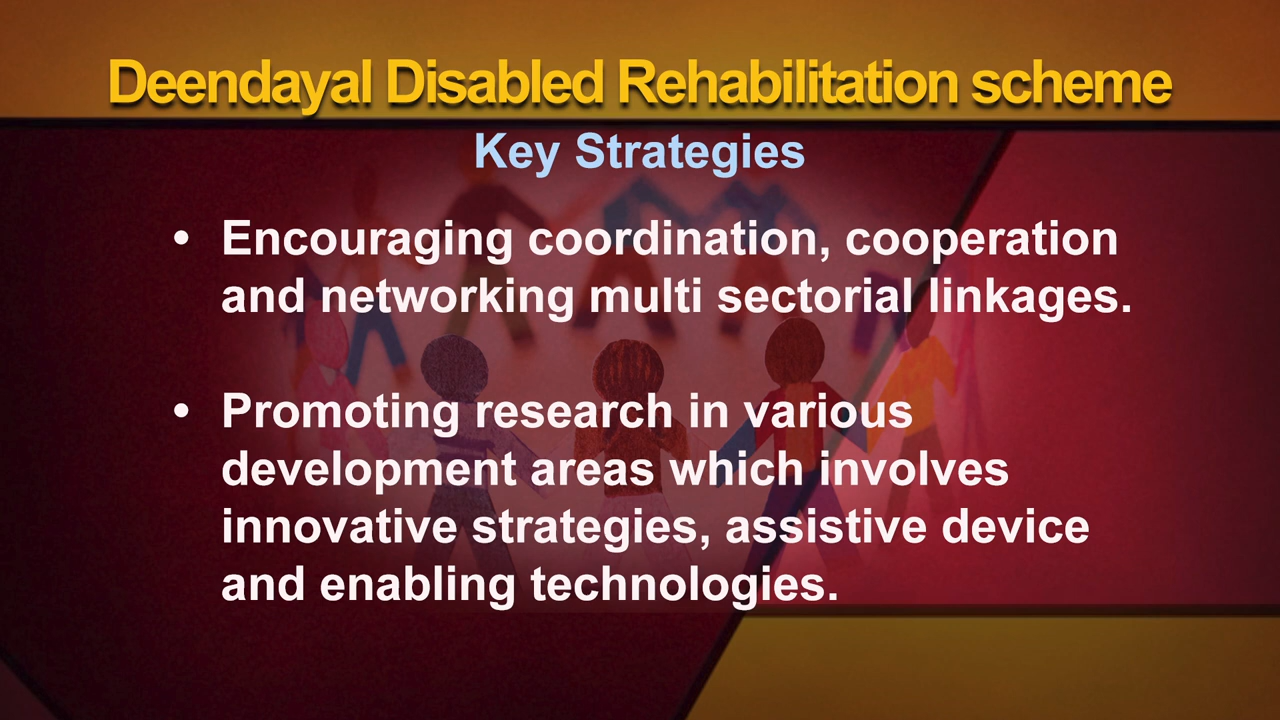 Deendayal Disabled Rehabilitation scheme
Key Strategies
• Encouraging coordination, cooperation
and networking multi sectorial linkages.
• Promoting research in various
development areas which involves
innovative strategies, assistive device
and enabling technologies.